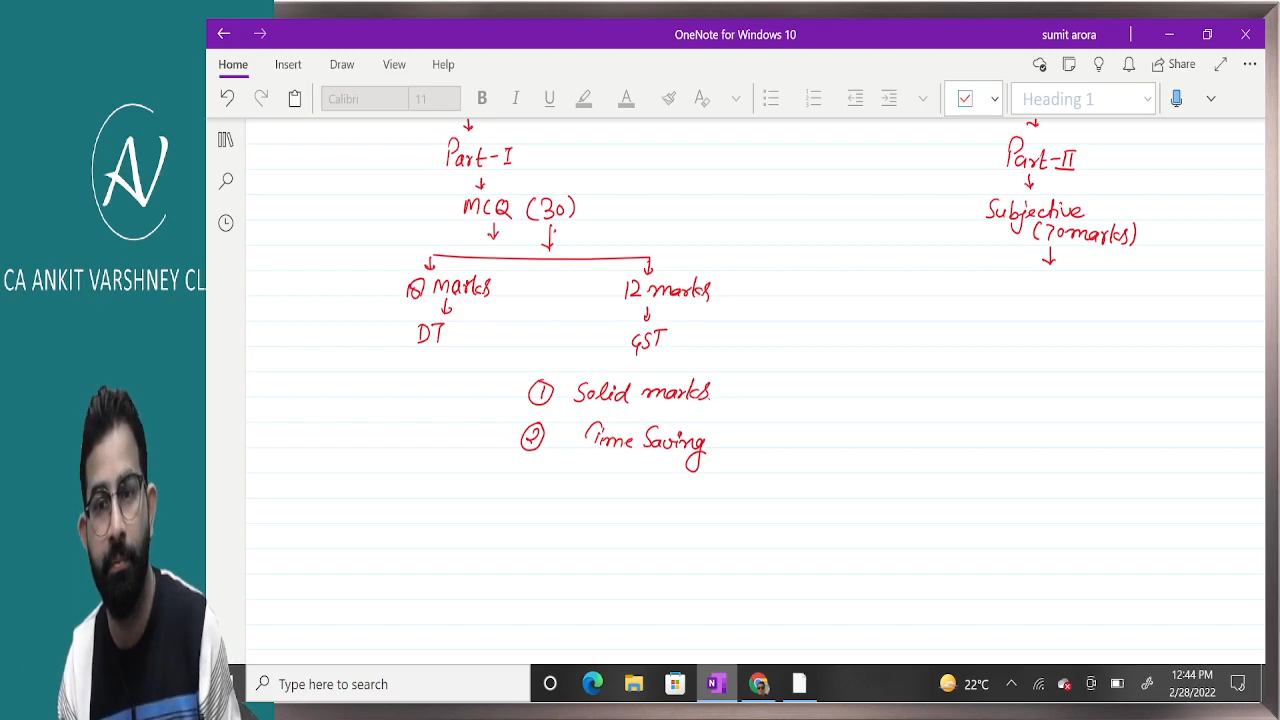 OneNote for Windows 10
sumit arora
Home
Insert
Draw
View
Help
Share
Calibri
11
B
I
U
A
Heading 1
Part-I
MCQ (30)
marks
12 marks
DT
GST
① Solid marks
② Time Saving
Part-II
Subjective
(70 marks)
AV
CA ANKIT VARSHNEY CL
Type here to search
22°C
12:44 PM
2/28/2022